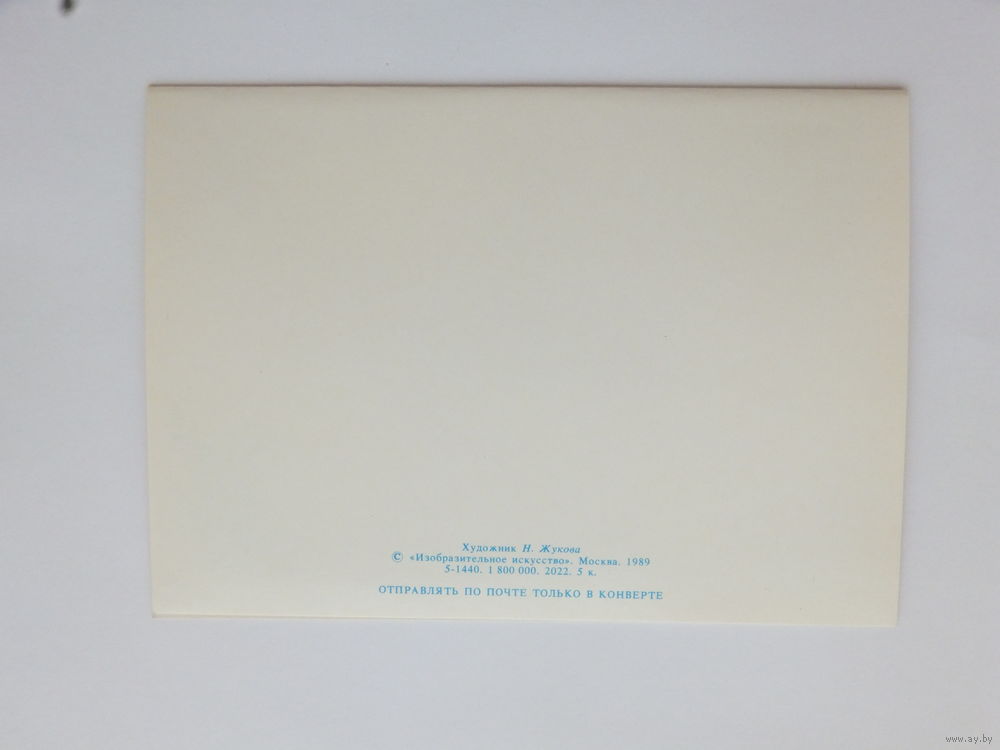 Художник Н. Жукова
© «Изобразительное искусство». Москва. 1989
5-1440. 1 800 000. 2022. 5 к.
ОТПРАВЛЯТЬ ПО ПОЧТЕ ТОЛЬКО В КОНВЕРТЕ
www.ay.by